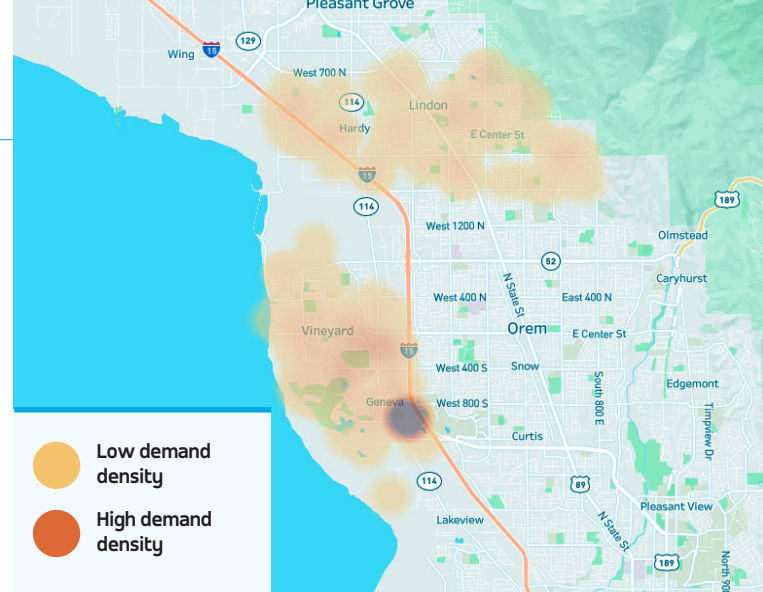 Pleasant Grove
129
Wing
15
West 700 N
114
Lindon
Hardy
E Center St
15
189
114
West 1200 N
Olmstead
52
Caryhurst
N State St
West 400 N
East 400 N
Vineyard
Orem
E Center St
15
West 400 S
Snow
South 800 E
Edgemont
Geneva
West 800 S
Timpview Dr
Curtis
Low demand
density
114
89
Pleasant View
High demand
density
Lakeview
N State St
189